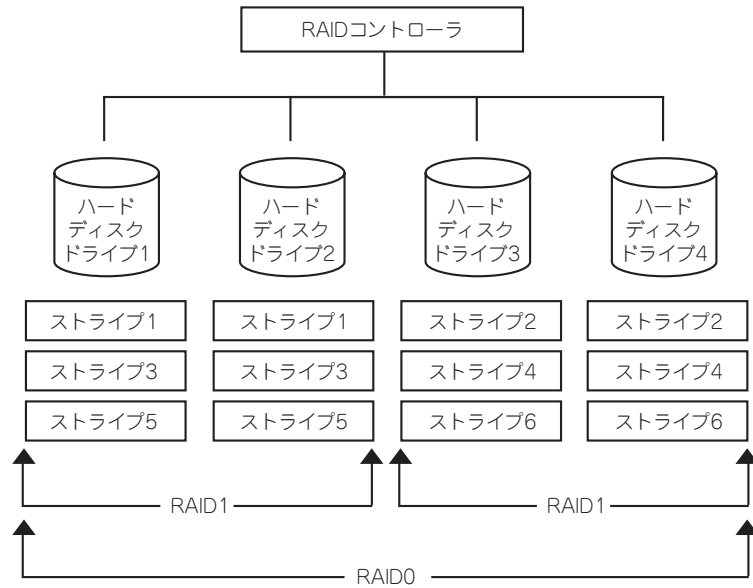 RAIDコントローラ
ハード
ディスク
ドライブ1
ハード
ディスク
ドライブ2
ハード
ディスク
ドライブ3
ハード
ディスク
ドライブ4
ストライプ1
ストライプ1
ストライプ2
ストライプ2
ストライプ3
ストライプ3
ストライプ4
ストライプ4
ストライプ5
ストライプ5
ストライプ6
ストライプ6
RAID1
RAID1
RAID0